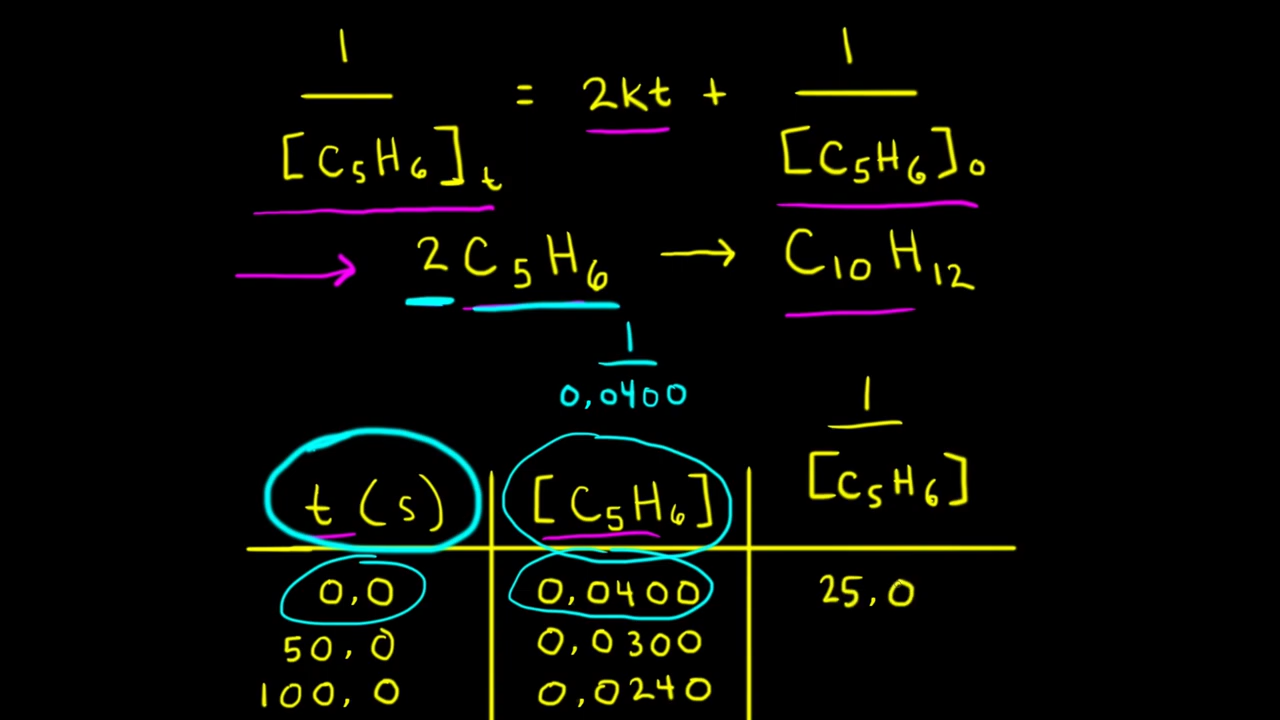 1/[C₅H₆]ₜ = 2kt + 1/[C₅H₆]₀
2C₅H₆ → C₁₀H₁₂
1/0,0400
t (s) [C₅H₆] 1/[C₅H₆]
0,0 0,0400 25,0
50,0 0,0300
100,0 0,0240